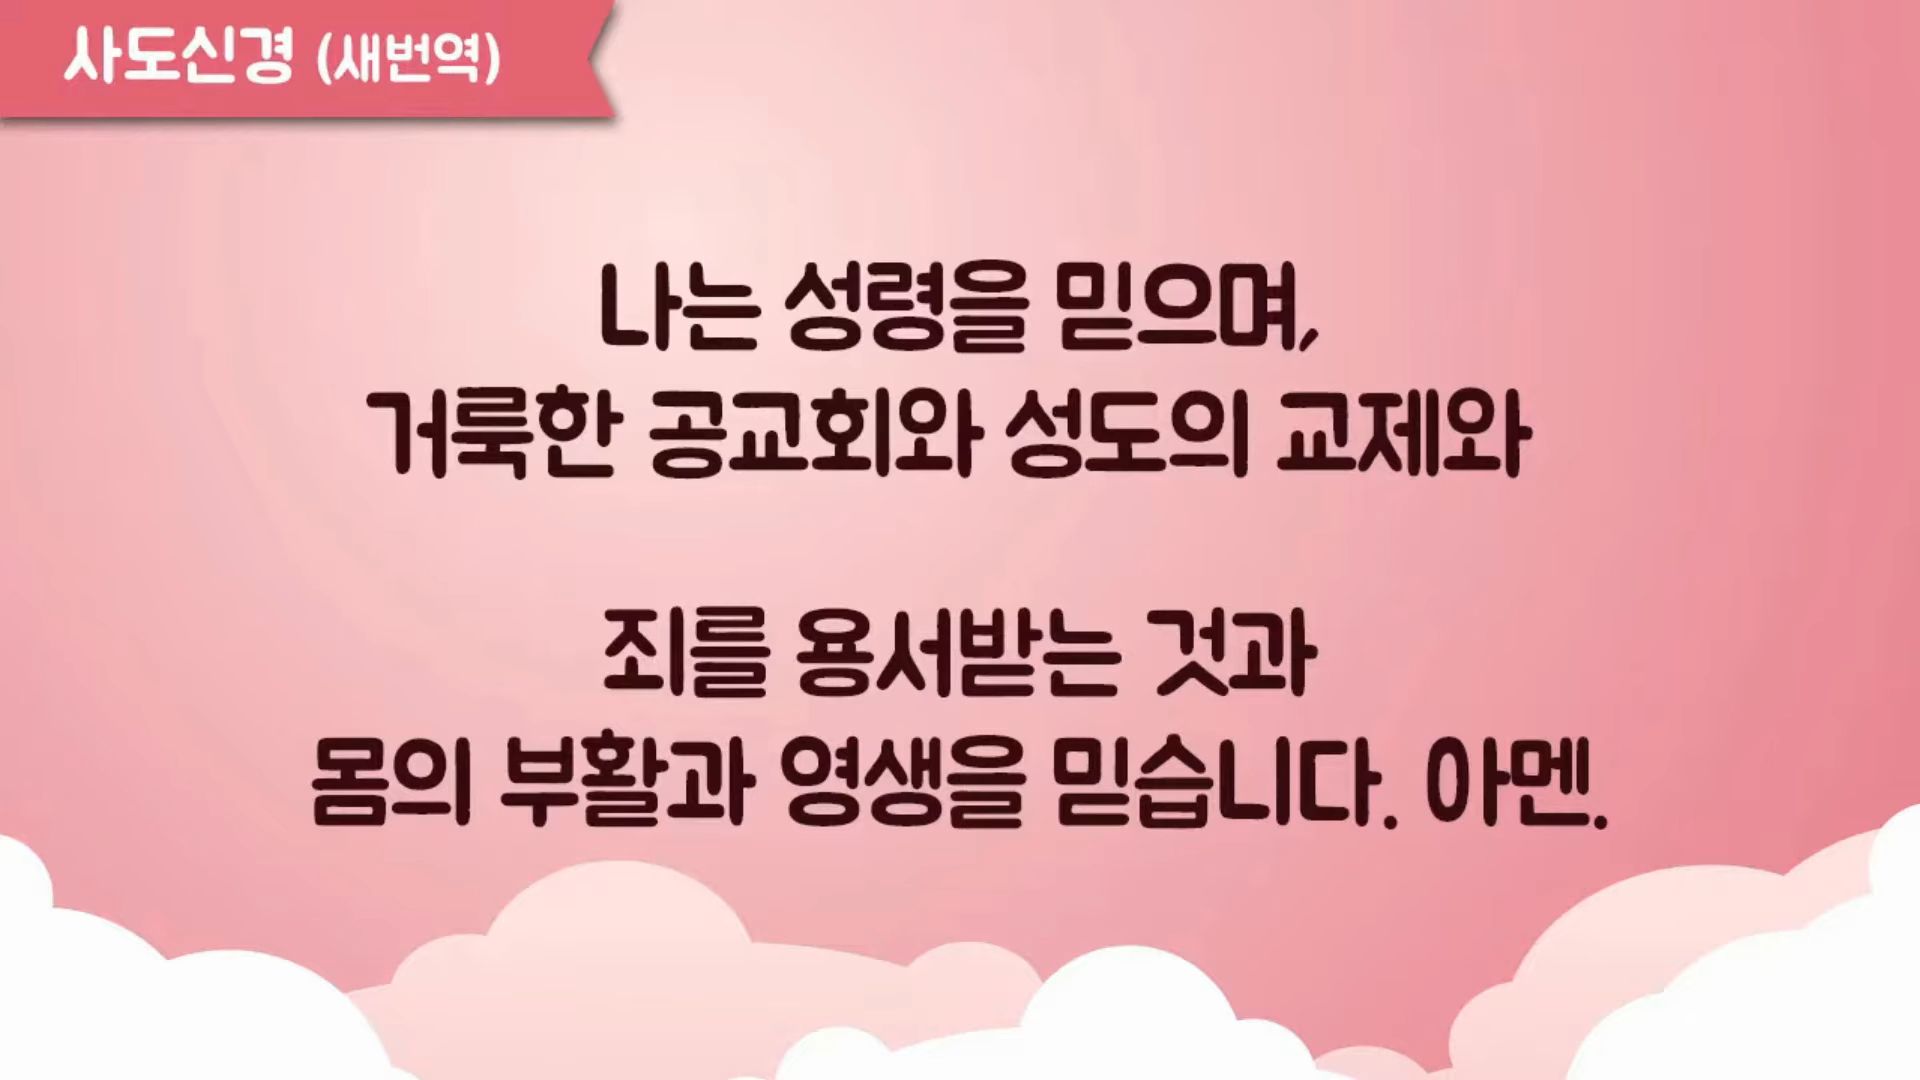 사도신경 (새번역)
나는 성령을 믿으며,
거룩한 공교회와 성도의 교제와
죄를 용서받는 것과
몸의 부활과 영생을 믿습니다. 아멘.